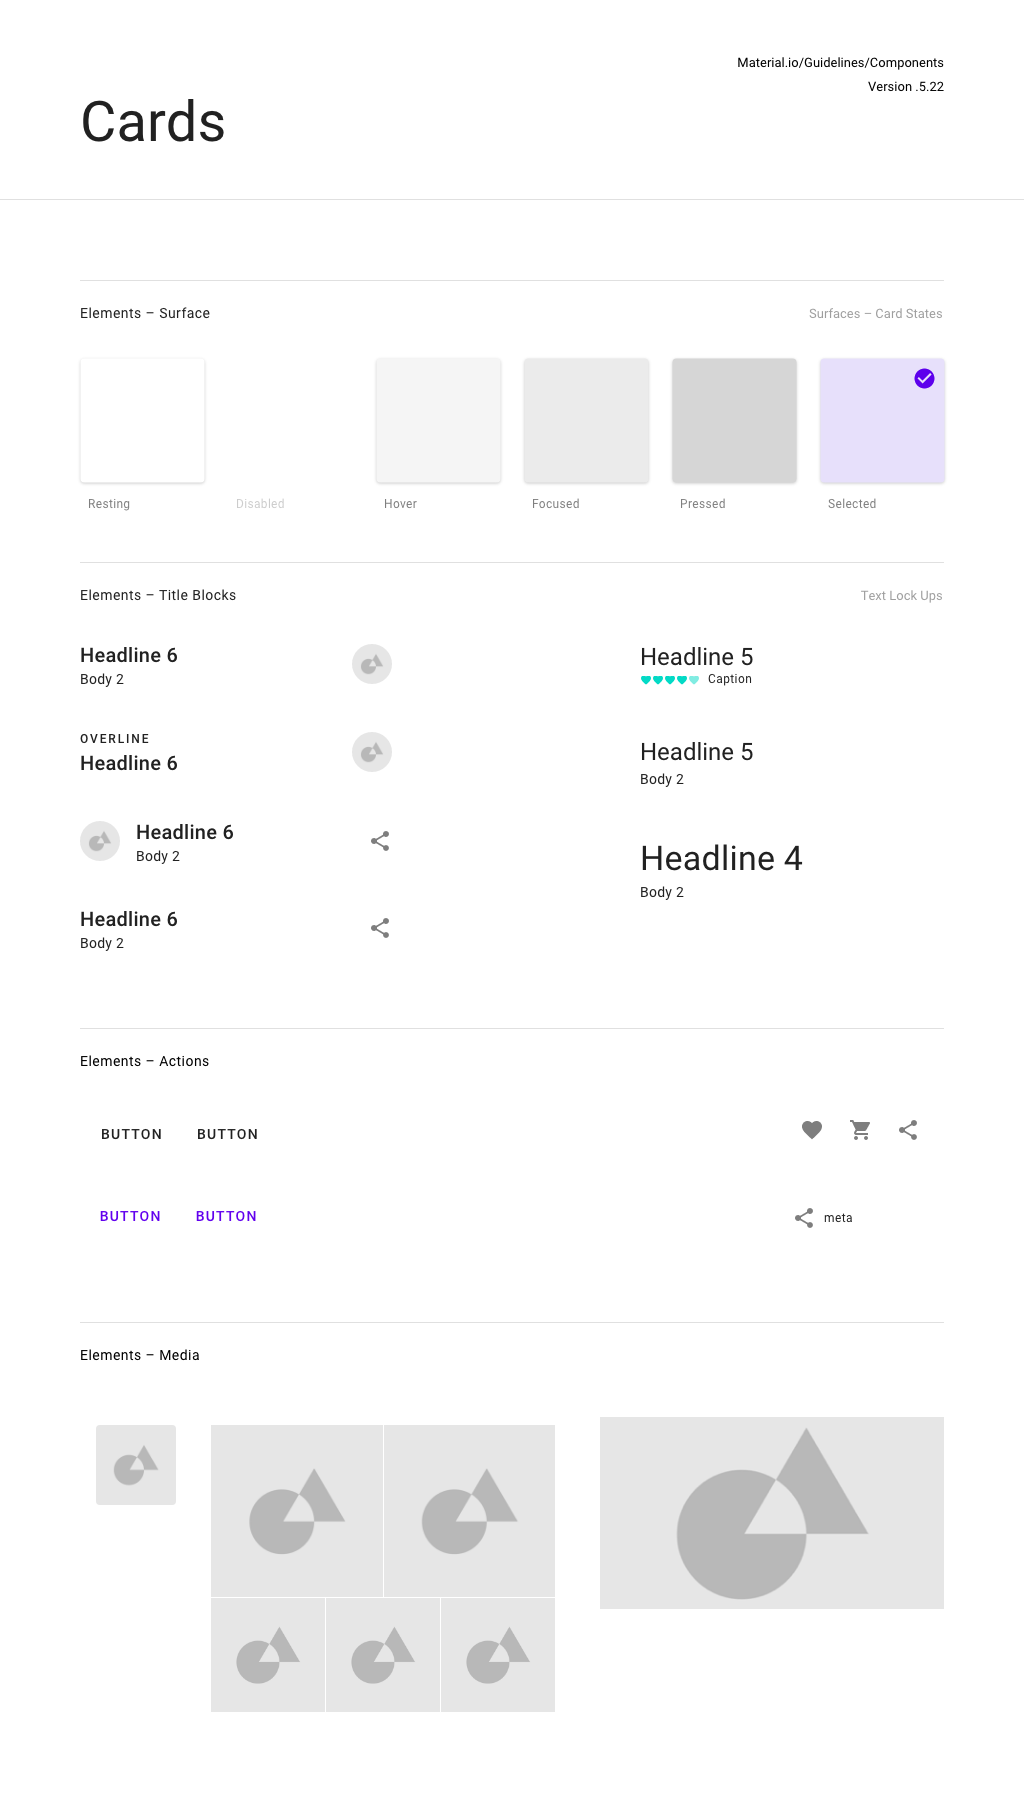 Material.io/Guidelines/Components
Version .5.22
Cards
Elements – Surface
Surfaces – Card States
Resting
Disabled
Hover
Focused
Pressed
Selected
Elements – Title Blocks
Text Lock Ups
Headline 6
Body 2
OVERLINE
Headline 6
Headline 6
Body 2
Headline 6
Body 2
Headline 5
Caption
Headline 5
Body 2
Headline 4
Body 2
Elements – Actions
BUTTON BUTTON
BUTTON BUTTON
meta
Elements – Media